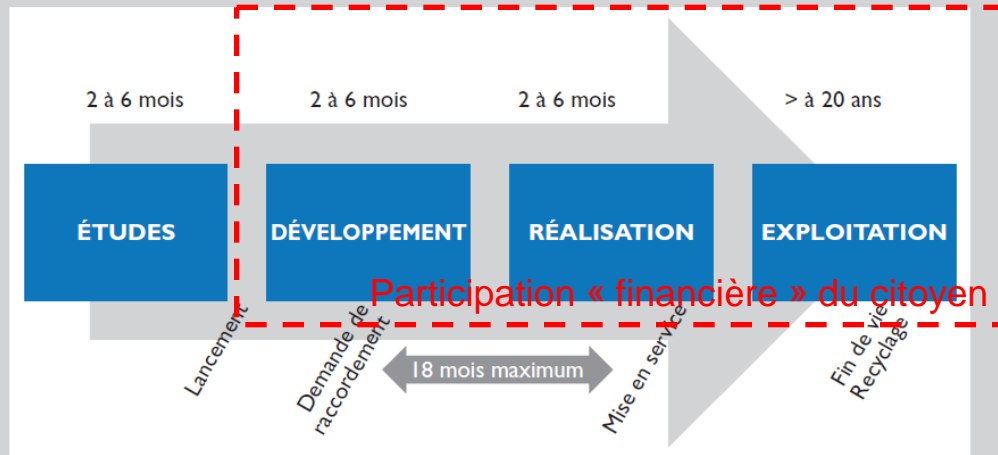 2 à 6 mois
2 à 6 mois
2 à 6 mois
> à 20 ans
ÉTUDES
DÉVELOPPEMENT
RÉALISATION
EXPLOITATION
Participation « financière » du citoyen
Lancement
Demande de
raccordement
18 mois maximum
Mise en service
Fin de vie
Recyclage